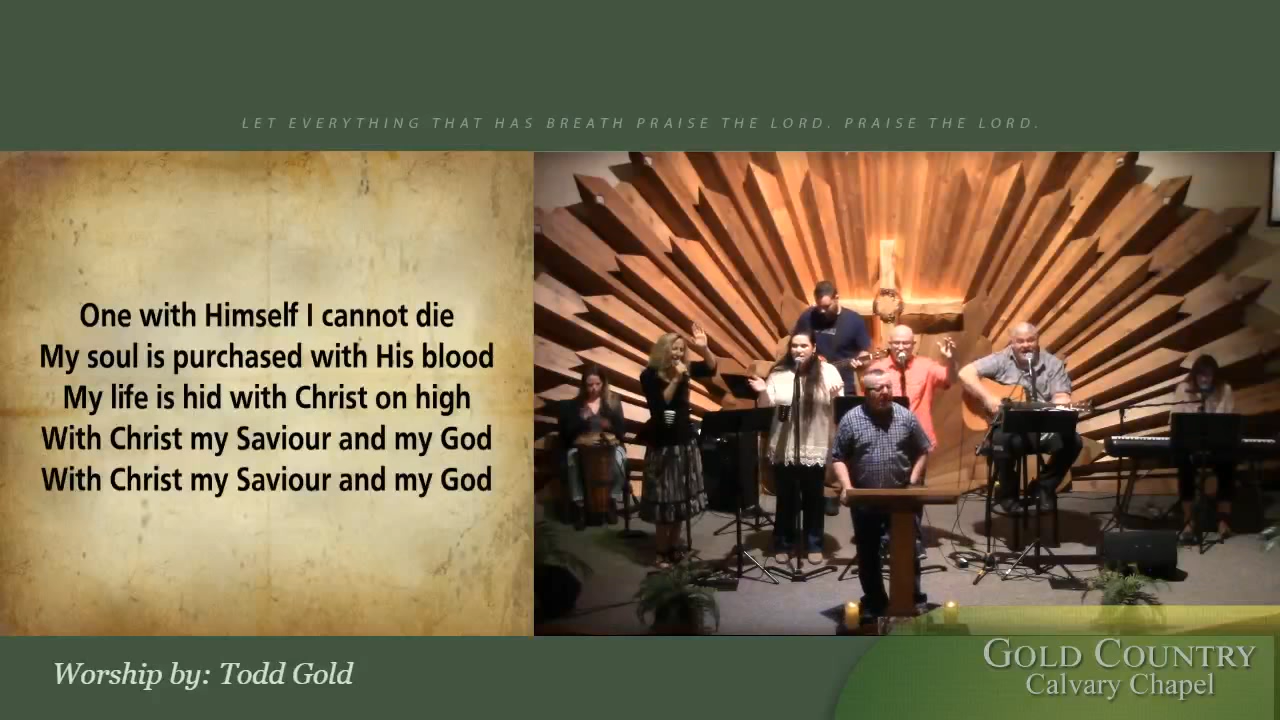 LET EVERYTHING THAT HAS BREATH PRAISE THE LORD. PRAISE THE LORD.
One with Himself I cannot die
My soul is purchased with His blood
My life is hid with Christ on high
With Christ my Saviour and my God
With Christ my Saviour and my God
Worship by: Todd Gold
GOLD COUNTRY
Calvary Chapel